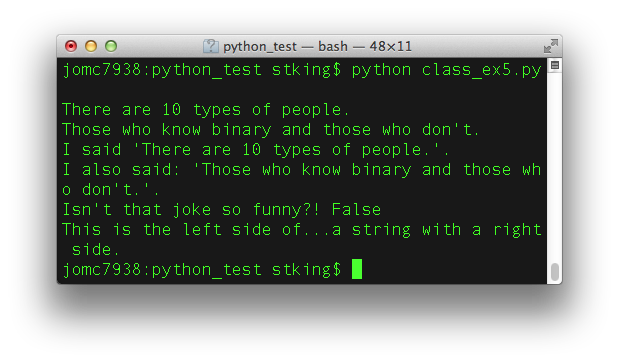 python_test — bash — 48×11
jomc7938:python_test stking$ python class_ex5.py
There are 10 types of people.
Those who know binary and those who don't.
I said 'There are 10 types of people.'.
I also said: 'Those who know binary and those wh
o don't.'.
Isn't that joke so funny?! False
This is the left side of...a string with a right
 side.
jomc7938:python_test stking$